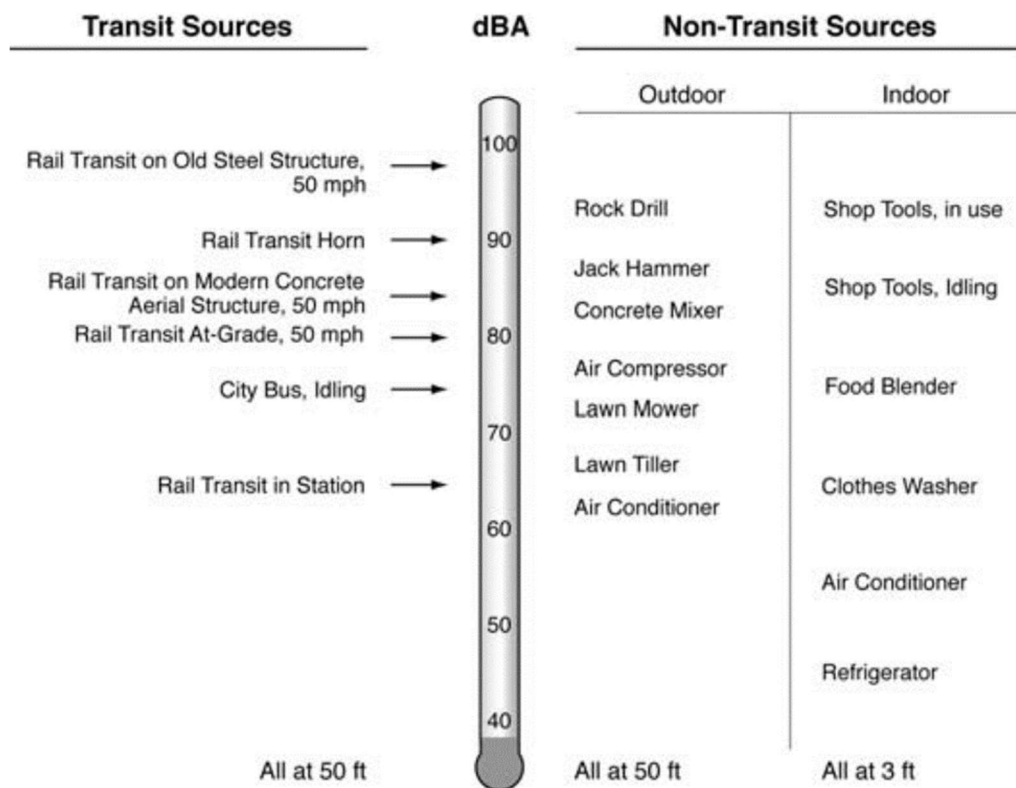 Transit Sources
dBA
Non-Transit Sources
Outdoor
Indoor
Rail Transit on Old Steel Structure,
50 mph
Rail Transit Horn
Rail Transit on Modern Concrete
Aerial Structure, 50 mph
Rail Transit At-Grade, 50 mph
City Bus, Idling
Rail Transit in Station
All at 50 ft
100
90
80
70
60
50
40
Rock Drill
Jack Hammer
Concrete Mixer
Air Compressor
Lawn Mower
Lawn Tiller
Air Conditioner
All at 50 ft
Shop Tools, in use
Shop Tools, Idling
Food Blender
Clothes Washer
Air Conditioner
Refrigerator
All at 3 ft